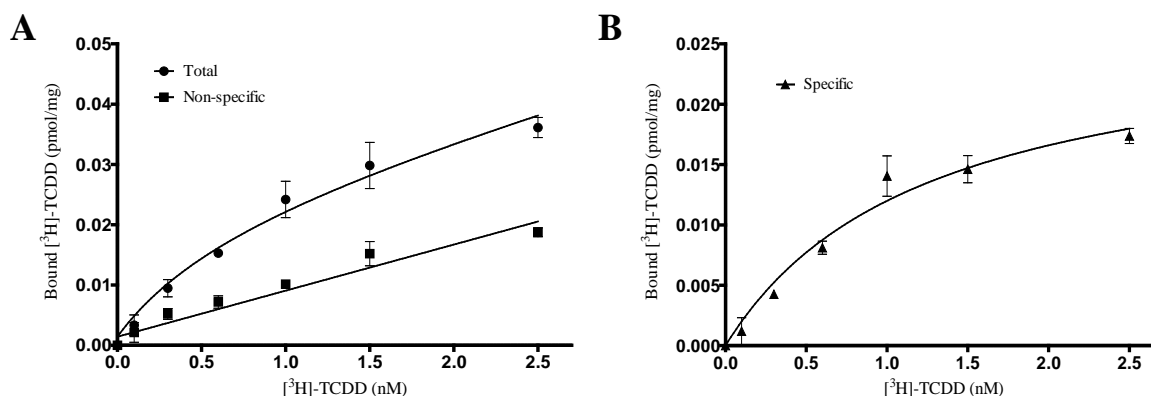 A
Bound [³H]-TCDD (pmol/mg)
0.05
0.04
0.03
0.02
0.01
0.00
Total
Non-specific
0.0 0.5 1.0 1.5 2.0 2.5
[³H]-TCDD (nM)
B
Bound [³H]-TCDD (pmol/mg)
0.025
0.020
0.015
0.010
0.005
0.000
Specific
0.0 0.5 1.0 1.5 2.0 2.5
[³H]-TCDD (nM)